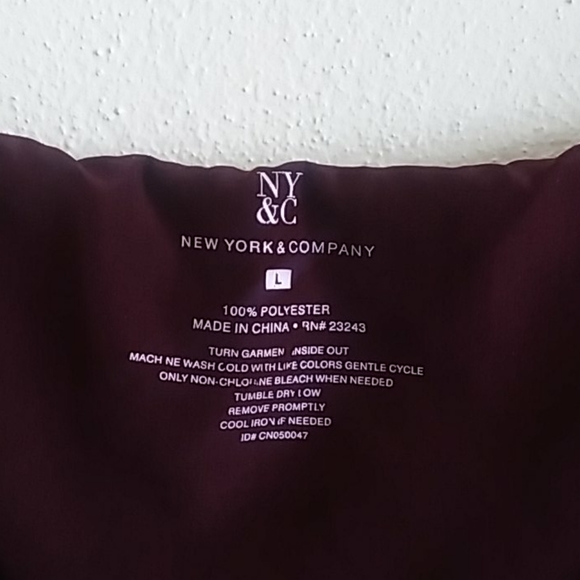 NY
&C
NEW YORK & COMPANY
L
100% POLYESTER
MADE IN CHINA • RN# 23243
TURN GARMEN INSIDE OUT
MACH NE WASH COLD WITH LIKE COLORS GENTLE CYCLE
ONLY NON-CHLORINE BLEACH WHEN NEEDED
TUMBLE DRY LOW
REMOVE PROMPTLY
COOL IRON IF NEEDED
ID# CN050047